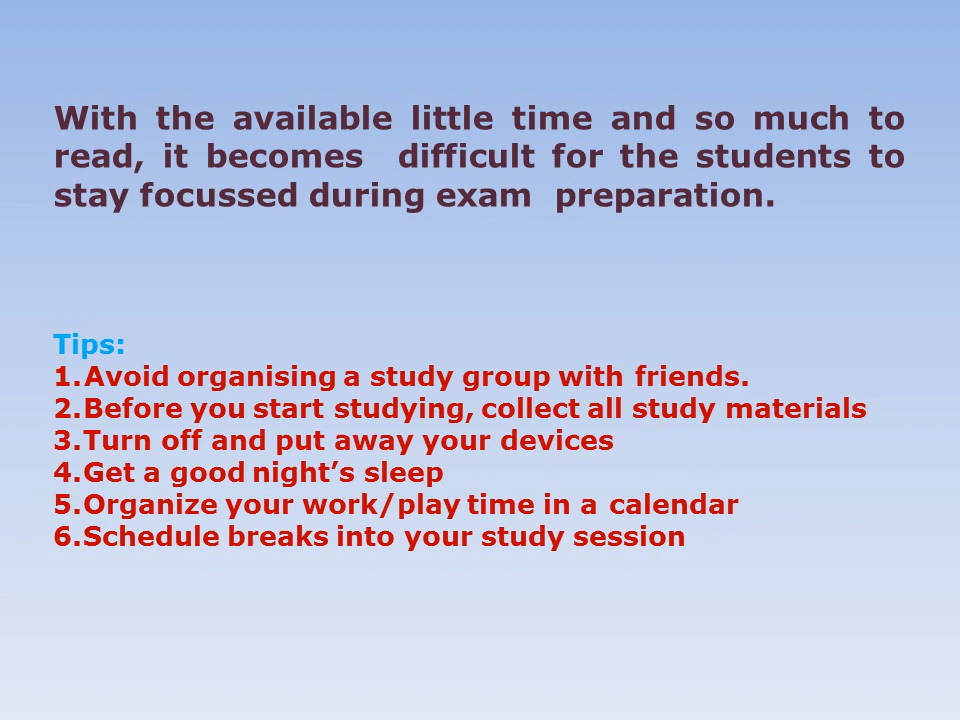 With the available little time and so much to
read, it becomes difficult for the students to
stay focussed during exam preparation.
Tips:
1.Avoid organising a study group with friends.
2.Before you start studying, collect all study materials
3.Turn off and put away your devices
4.Get a good night’s sleep
5.Organize your work/play time in a calendar
6.Schedule breaks into your study session